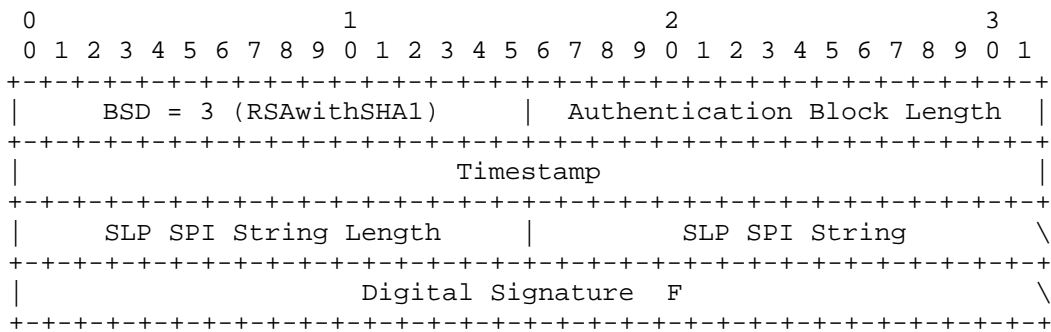 0                   1                   2                   3
 0 1 2 3 4 5 6 7 8 9 0 1 2 3 4 5 6 7 8 9 0 1 2 3 4 5 6 7 8 9 0 1
+-+-+-+-+-+-+-+-+-+-+-+-+-+-+-+-+-+-+-+-+-+-+-+-+-+-+-+-+-+-+-+-+
|     BSD = 3 (RSAwithSHA1)     |  Authentication Block Length  |
+-+-+-+-+-+-+-+-+-+-+-+-+-+-+-+-+-+-+-+-+-+-+-+-+-+-+-+-+-+-+-+-+
|                           Timestamp                           |
+-+-+-+-+-+-+-+-+-+-+-+-+-+-+-+-+-+-+-+-+-+-+-+-+-+-+-+-+-+-+-+-+
|     SLP SPI String Length     |         SLP SPI String        \
+-+-+-+-+-+-+-+-+-+-+-+-+-+-+-+-+-+-+-+-+-+-+-+-+-+-+-+-+-+-+-+-+
|                     Digital Signature  F                      \
+-+-+-+-+-+-+-+-+-+-+-+-+-+-+-+-+-+-+-+-+-+-+-+-+-+-+-+-+-+-+-+-+